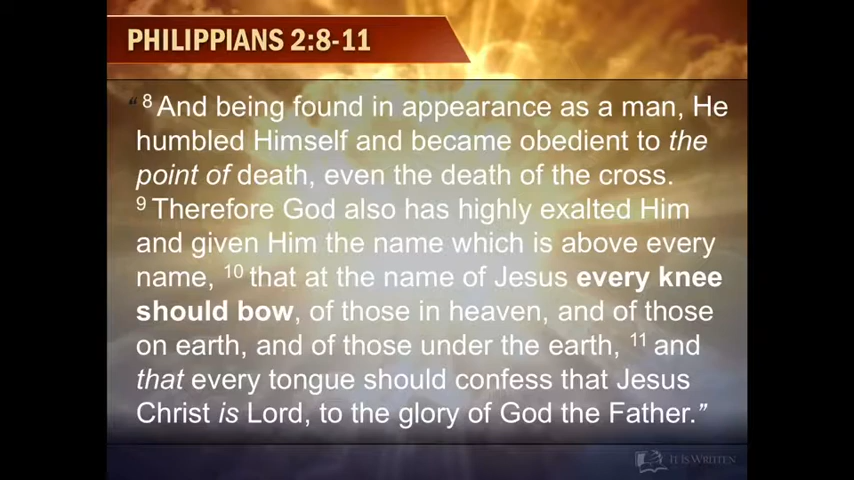 PHILIPPIANS 2:8-11
“ 8 And being found in appearance as a man, He
humbled Himself and became obedient to the
point of death, even the death of the cross.
9 Therefore God also has highly exalted Him
and given Him the name which is above every
name, 10 that at the name of Jesus every knee
should bow, of those in heaven, and of those
on earth, and of those under the earth, 11 and
that every tongue should confess that Jesus
Christ is Lord, to the glory of God the Father.”
IT IS WRITTEN